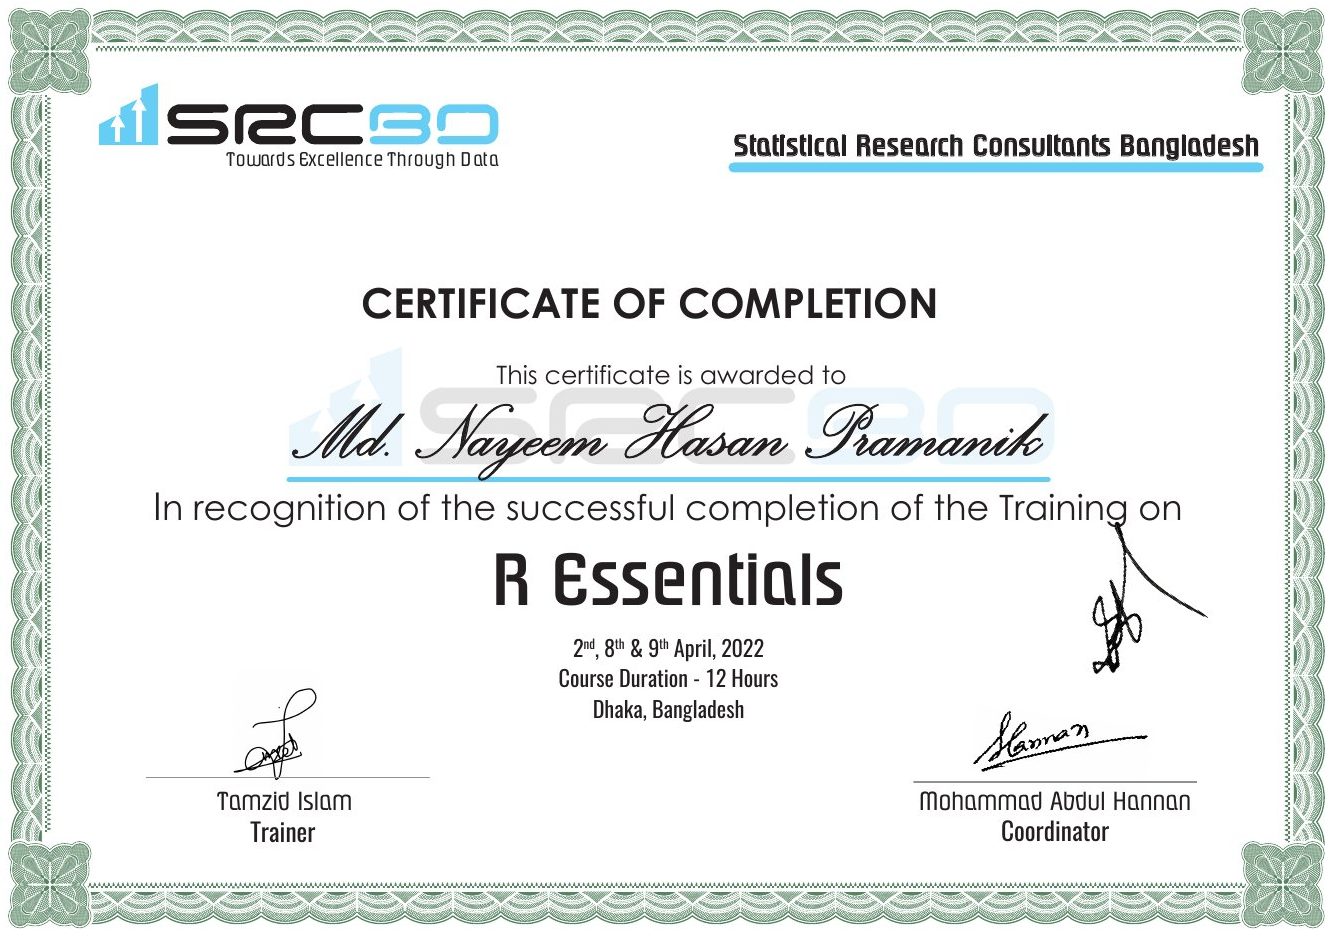 SRCBD
Towards Excellence Through Data
Statistical Research Consultants Bangladesh
CERTIFICATE OF COMPLETION
This certificate is awarded to
SRCBD
Md. Nayeem Hasan Pramanik
In recognition of the successful completion of the Training on
R Essentials
2nd, 8th & 9th April, 2022
Course Duration - 12 Hours
Dhaka, Bangladesh
Hannan
Tamzid Islam
Trainer
Mohammad Abdul Hannan
Coordinator